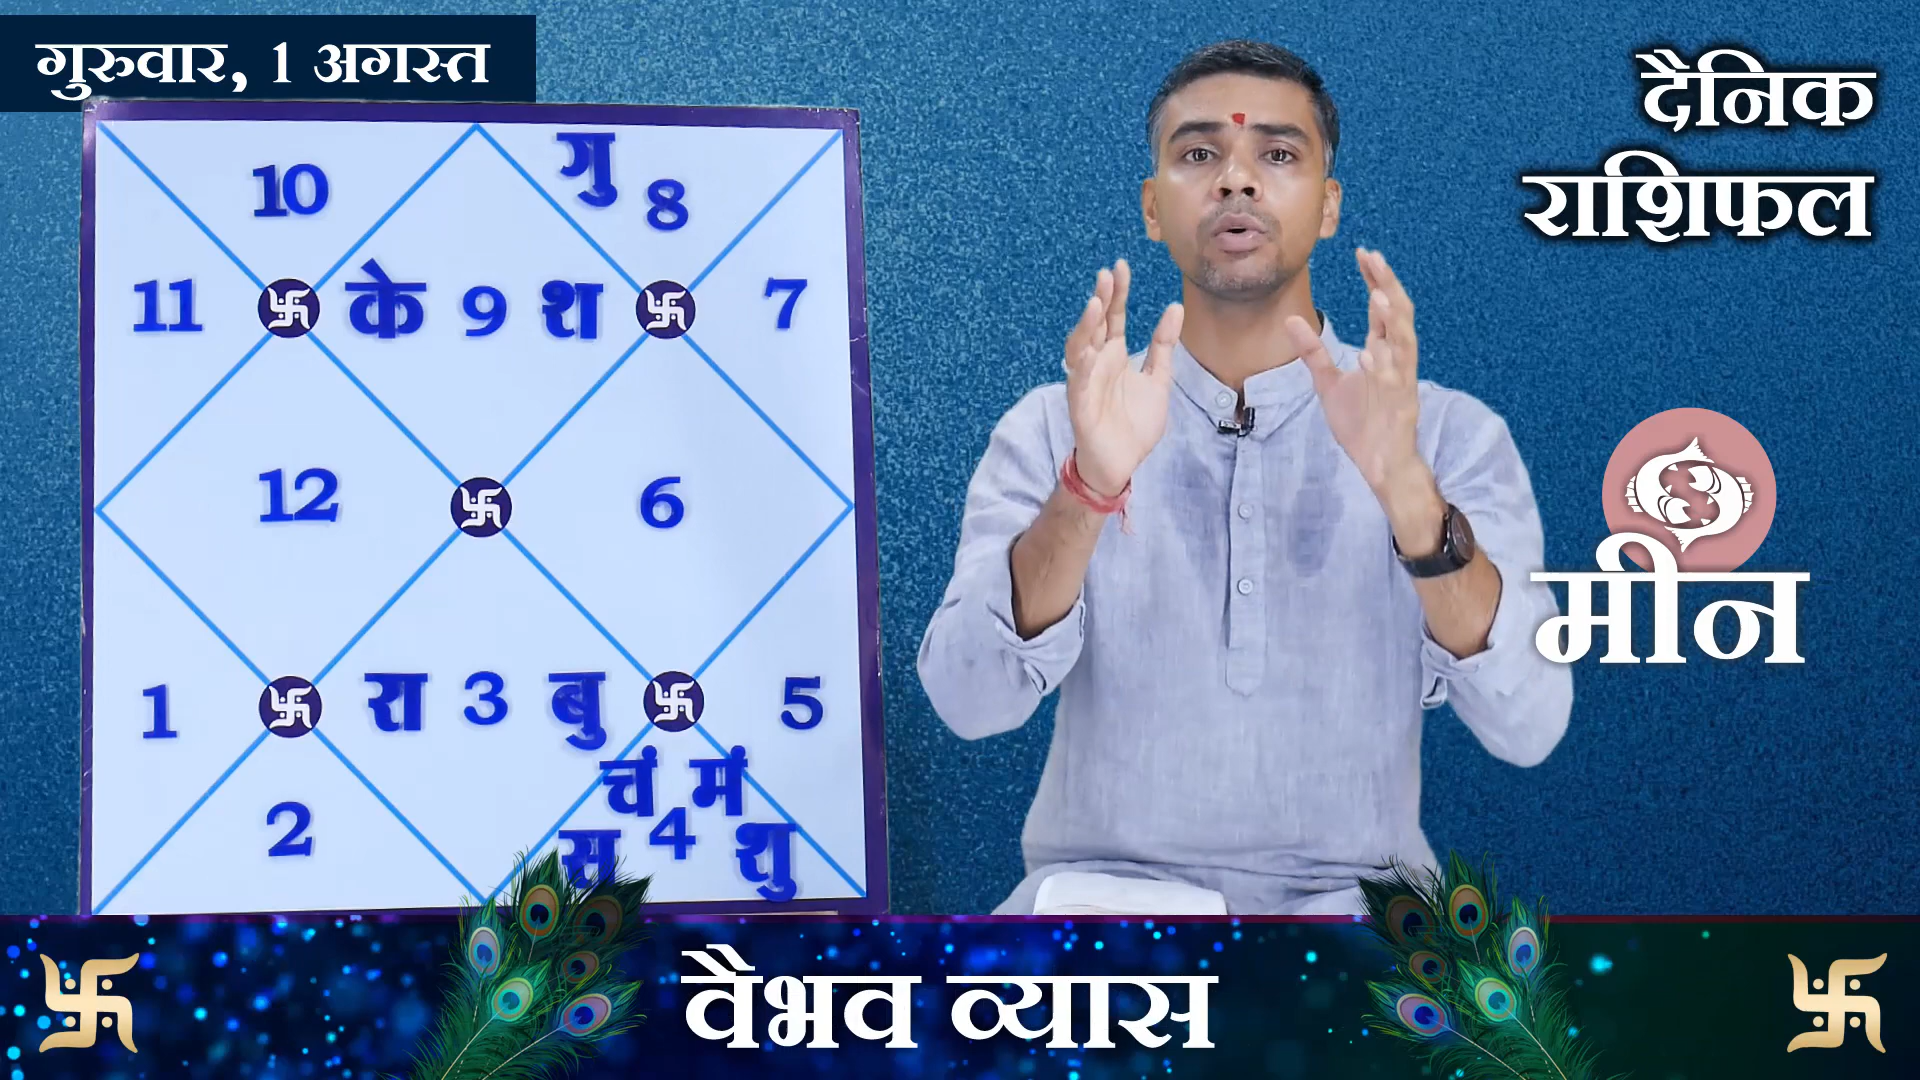 गुरुवार, 1 अगस्त
दैनिक
राशिफल
गु
10
8
11
के 9 श
7
12
6
मीन
1
रा 3 बु
5
चं मं
2
4
सू शु
वैभव व्यास